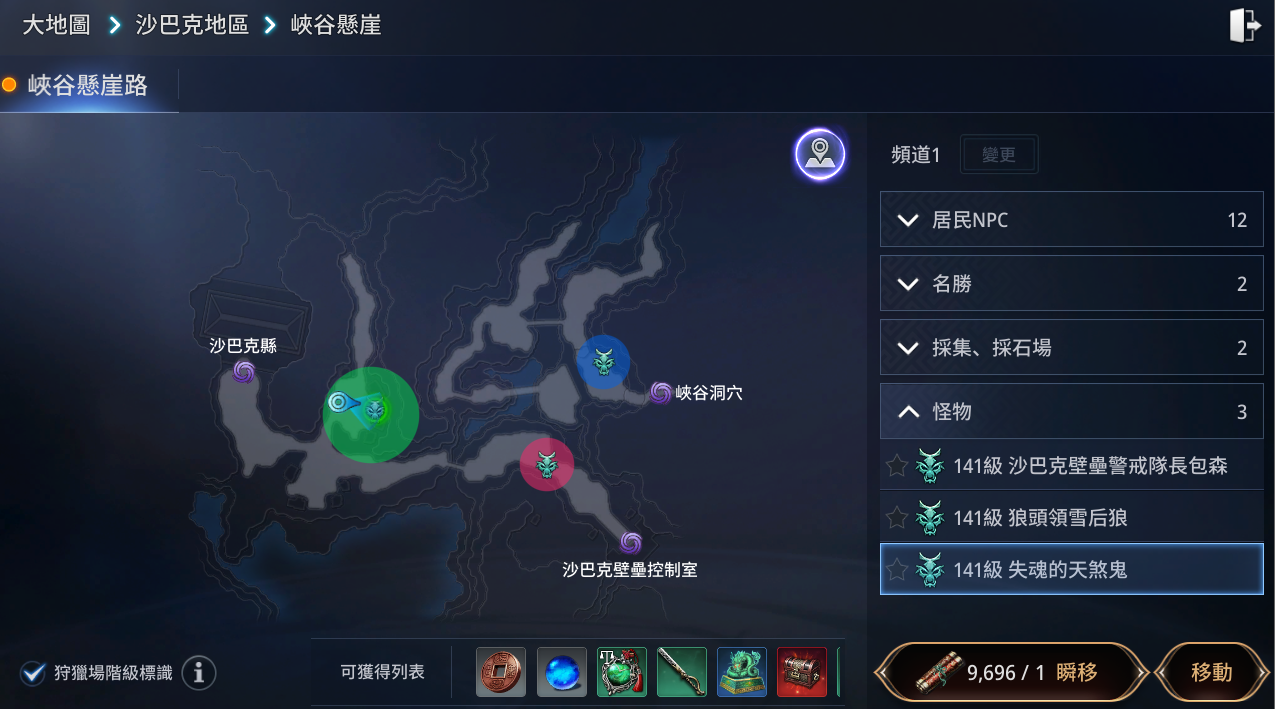 大地圖 沙巴克地區 峽谷懸崖
峽谷懸崖路
頻道1 變更
居民NPC 12
名勝 2
採集、採石場 2
怪物 3
141級 沙巴克壁壘警戒隊長包森
141級 狼頭領雪后狼
141級 失魂的天煞鬼
沙巴克縣
峽谷洞穴
沙巴克壁壘控制室
狩獵場階級標識
可獲得列表
9,696 / 1 瞬移
移動